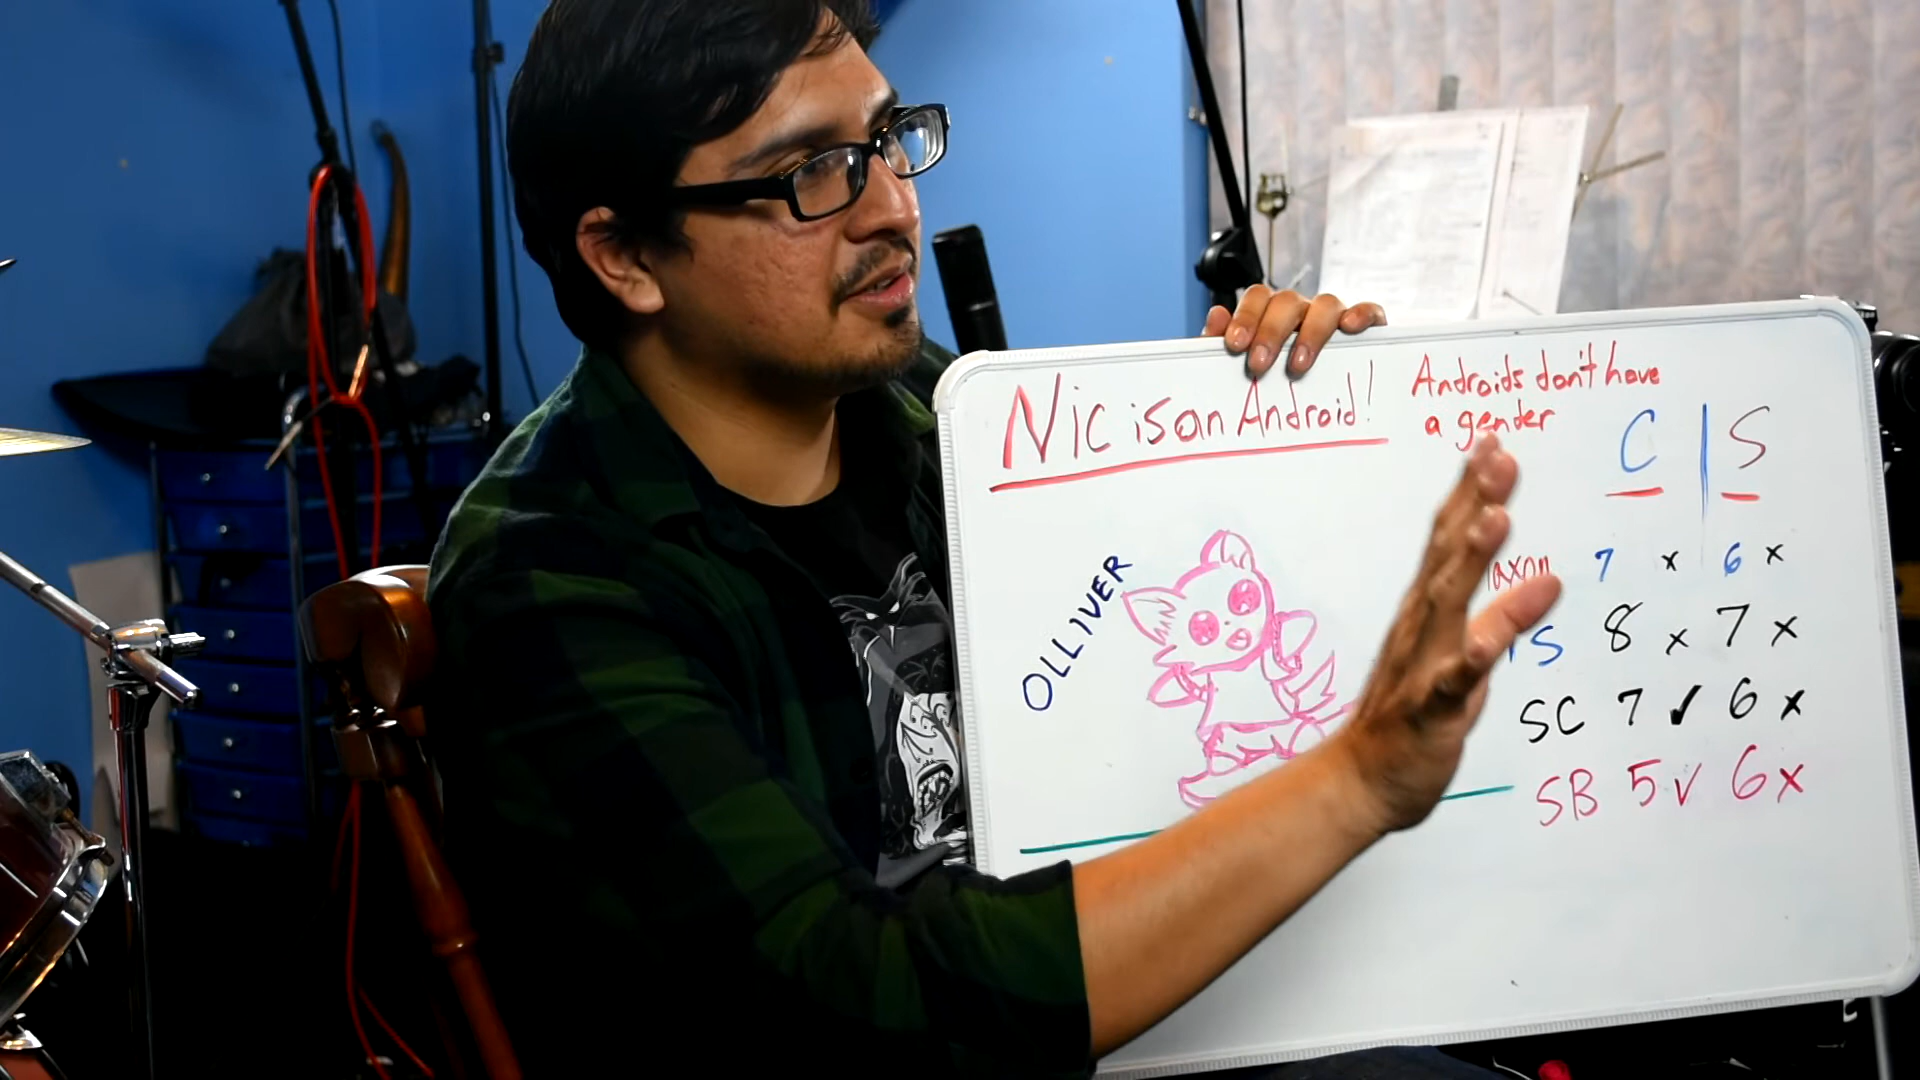 Nic is an Android!
Androids don't have
a gender
C | S
OLLIVER
7 x 6 x
S 8 x 7 x
SC 7 ✓ 6 x
SB 5 ✓ 6 x